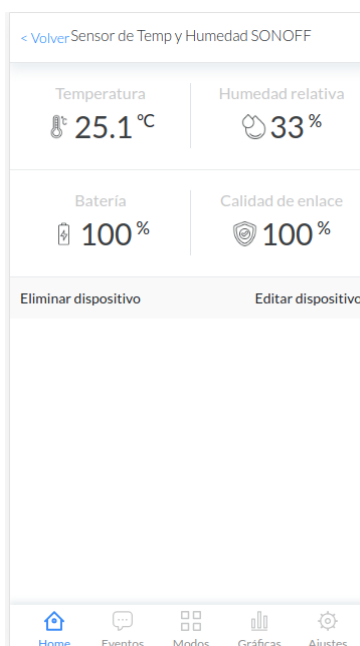 < Volver Sensor de Temp y Humedad SONOFF
Temperatura Humedad relativa
25.1 °C 33 %
Batería Calidad de enlace
100 % 100 %
Eliminar dispositivo Editar dispositivo
Home Eventos Modos Gráficas Ajustes